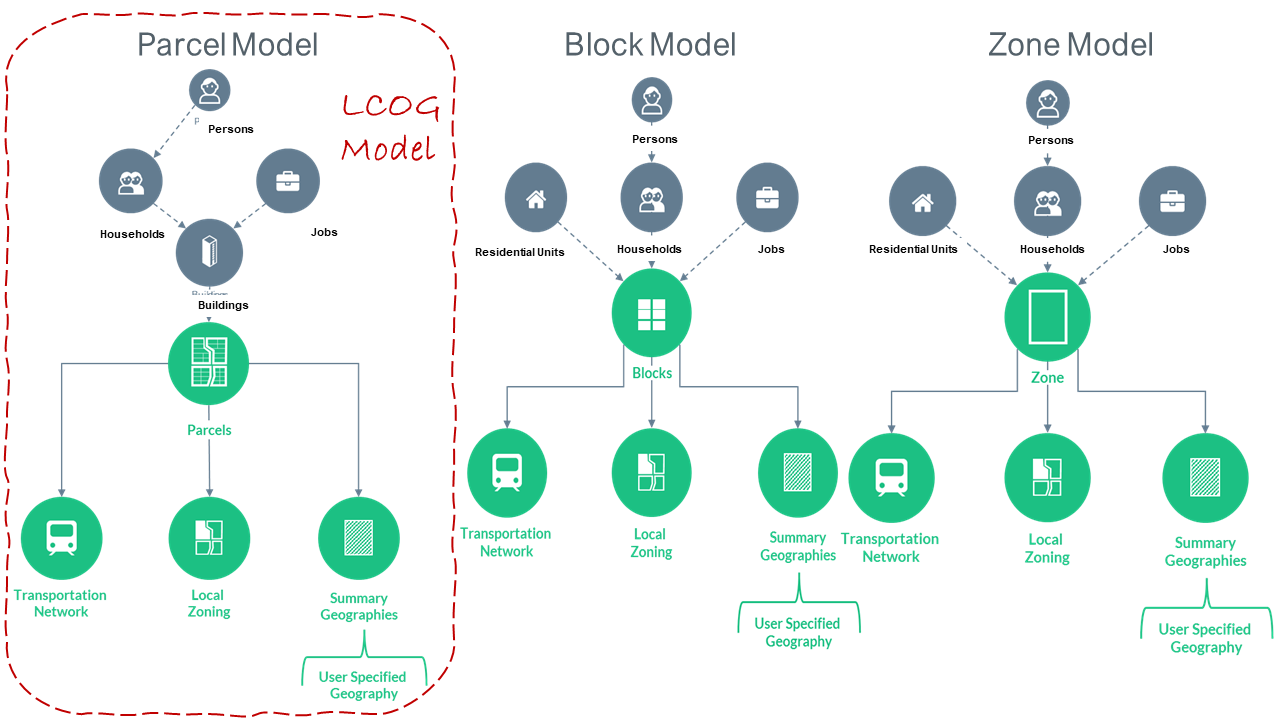 Parcel Model
LCOG
Model
Persons
Households
Jobs
Buildings
Parcels
Transportation
Network
Local
Zoning
Summary
Geographies
User Specified
Geography
Block Model
Persons
Residential Units
Households
Jobs
Blocks
Transportation
Network
Local
Zoning
Summary
Geographies
User Specified
Geography
Zone Model
Persons
Residential Units
Households
Jobs
Zone
Transportation
Network
Local
Zoning
Summary
Geographies
User Specified
Geography